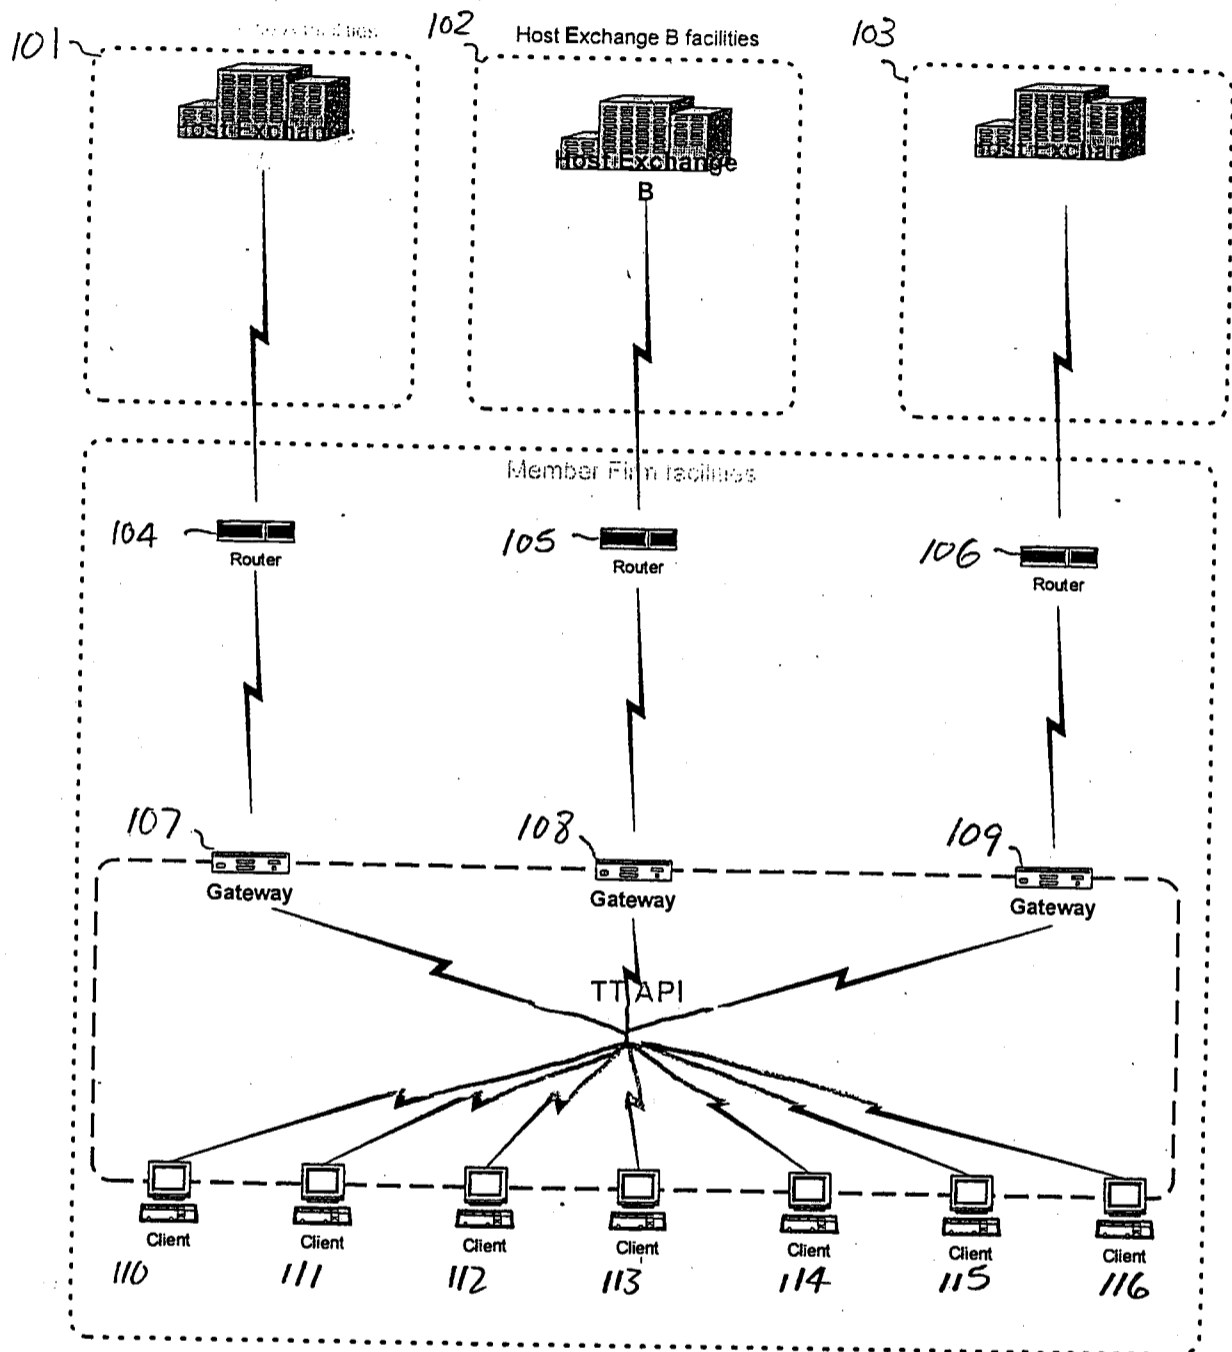 101
102
Host Exchange B facilities
103
Host Exchange
Host Exchange
B
Member Firm facilities
104
Router
105
Router
106
Router
107
Gateway
108
Gateway
109
Gateway
TT API
Client
Client
Client
Client
Client
Client
Client
110
111
112
113
114
115
116